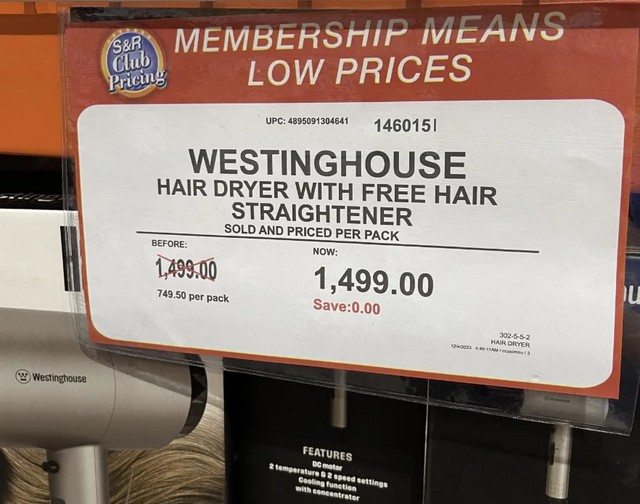 S&R
Club
Pricing
MEMBERSHIP MEANS
LOW PRICES
UPC: 4895091304641 146015I
WESTINGHOUSE
HAIR DRYER WITH FREE HAIR
STRAIGHTENER
SOLD AND PRICED PER PACK
BEFORE: NOW:
1,499.00 1,499.00
749.50 per pack Save:0.00
302-5-5-2
HAIR DRYER
Westinghouse
FEATURES
DC motor
2 temperature & 2 speed settings
Cooling function
with concentrator